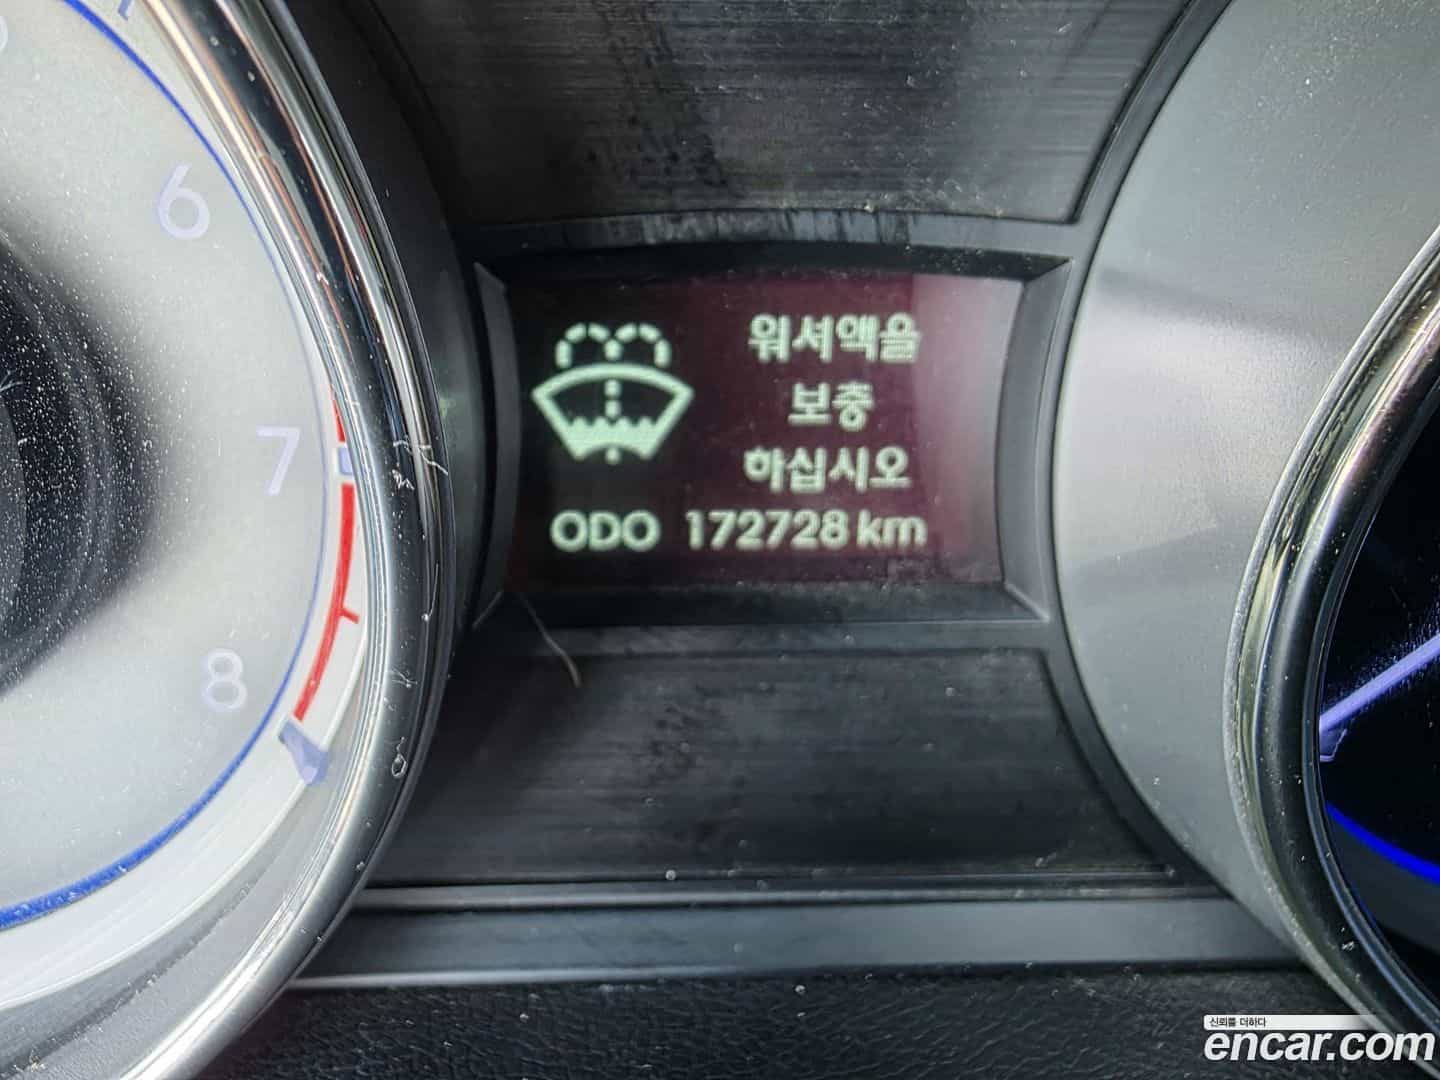 6
7
8
워셔액을
보충
하십시오
ODO 172728 km
신뢰를 더하다
encar.com